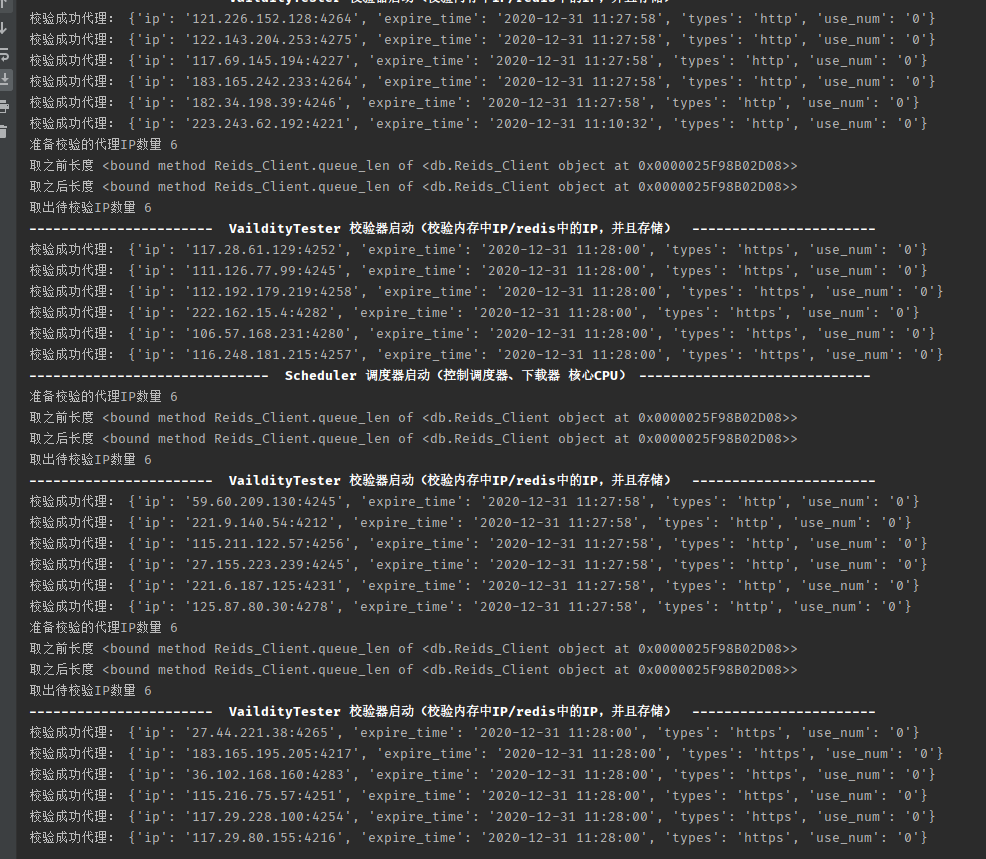 校验成功代理: {'ip': '121.226.152.128:4264', 'expire_time': '2020-12-31 11:27:58', 'types': 'http', 'use_num': '0'}
校验成功代理: {'ip': '122.143.204.253:4275', 'expire_time': '2020-12-31 11:27:58', 'types': 'http', 'use_num': '0'}
校验成功代理: {'ip': '117.69.145.194:4227', 'expire_time': '2020-12-31 11:27:58', 'types': 'http', 'use_num': '0'}
校验成功代理: {'ip': '183.165.242.233:4264', 'expire_time': '2020-12-31 11:27:58', 'types': 'http', 'use_num': '0'}
校验成功代理: {'ip': '182.34.198.39:4246', 'expire_time': '2020-12-31 11:27:58', 'types': 'http', 'use_num': '0'}
校验成功代理: {'ip': '223.243.62.192:4221', 'expire_time': '2020-12-31 11:10:32', 'types': 'http', 'use_num': '0'}
准备校验的代理IP数量 6
取之前长度 <bound method Reids_Client.queue_len of <db.Reids_Client object at 0x0000025F98B02D08>>
取之后长度 <bound method Reids_Client.queue_len of <db.Reids_Client object at 0x0000025F98B02D08>>
取出待校验IP数量 6
----------------------- VaildityTester 校验器启动（校验内存中IP/redis中的IP，并且存储） -----------------------
校验成功代理: {'ip': '117.28.61.129:4252', 'expire_time': '2020-12-31 11:28:00', 'types': 'https', 'use_num': '0'}
校验成功代理: {'ip': '111.126.77.99:4245', 'expire_time': '2020-12-31 11:28:00', 'types': 'https', 'use_num': '0'}
校验成功代理: {'ip': '112.192.179.219:4258', 'expire_time': '2020-12-31 11:28:00', 'types': 'https', 'use_num': '0'}
校验成功代理: {'ip': '222.162.15.4:4282', 'expire_time': '2020-12-31 11:28:00', 'types': 'https', 'use_num': '0'}
校验成功代理: {'ip': '106.57.168.231:4280', 'expire_time': '2020-12-31 11:28:00', 'types': 'https', 'use_num': '0'}
校验成功代理: {'ip': '116.248.181.215:4257', 'expire_time': '2020-12-31 11:28:00', 'types': 'https', 'use_num': '0'}
------------------------------ Scheduler 调度器启动（控制调度器、下载器 核心CPU） -----------------------------
准备校验的代理IP数量 6
取之前长度 <bound method Reids_Client.queue_len of <db.Reids_Client object at 0x0000025F98B02D08>>
取之后长度 <bound method Reids_Client.queue_len of <db.Reids_Client object at 0x0000025F98B02D08>>
取出待校验IP数量 6
----------------------- VaildityTester 校验器启动（校验内存中IP/redis中的IP，并且存储） -----------------------
校验成功代理: {'ip': '59.60.209.130:4245', 'expire_time': '2020-12-31 11:27:58', 'types': 'http', 'use_num': '0'}
校验成功代理: {'ip': '221.9.140.54:4212', 'expire_time': '2020-12-31 11:27:58', 'types': 'http', 'use_num': '0'}
校验成功代理: {'ip': '115.211.122.57:4256', 'expire_time': '2020-12-31 11:27:58', 'types': 'http', 'use_num': '0'}
校验成功代理: {'ip': '27.155.223.239:4245', 'expire_time': '2020-12-31 11:27:58', 'types': 'http', 'use_num': '0'}
校验成功代理: {'ip': '221.6.187.125:4231', 'expire_time': '2020-12-31 11:27:58', 'types': 'http', 'use_num': '0'}
校验成功代理: {'ip': '125.87.80.30:4278', 'expire_time': '2020-12-31 11:27:58', 'types': 'http', 'use_num': '0'}
准备校验的代理IP数量 6
取之前长度 <bound method Reids_Client.queue_len of <db.Reids_Client object at 0x0000025F98B02D08>>
取之后长度 <bound method Reids_Client.queue_len of <db.Reids_Client object at 0x0000025F98B02D08>>
取出待校验IP数量 6
----------------------- VaildityTester 校验器启动（校验内存中IP/redis中的IP，并且存储） -----------------------
校验成功代理: {'ip': '27.44.221.38:4265', 'expire_time': '2020-12-31 11:28:00', 'types': 'https', 'use_num': '0'}
校验成功代理: {'ip': '183.165.195.205:4217', 'expire_time': '2020-12-31 11:28:00', 'types': 'https', 'use_num': '0'}
校验成功代理: {'ip': '36.102.168.160:4283', 'expire_time': '2020-12-31 11:28:00', 'types': 'https', 'use_num': '0'}
校验成功代理: {'ip': '115.216.75.57:4251', 'expire_time': '2020-12-31 11:28:00', 'types': 'https', 'use_num': '0'}
校验成功代理: {'ip': '117.29.228.100:4254', 'expire_time': '2020-12-31 11:28:00', 'types': 'https', 'use_num': '0'}
校验成功代理: {'ip': '117.29.80.155:4216', 'expire_time': '2020-12-31 11:28:00', 'types': 'https', 'use_num': '0'}